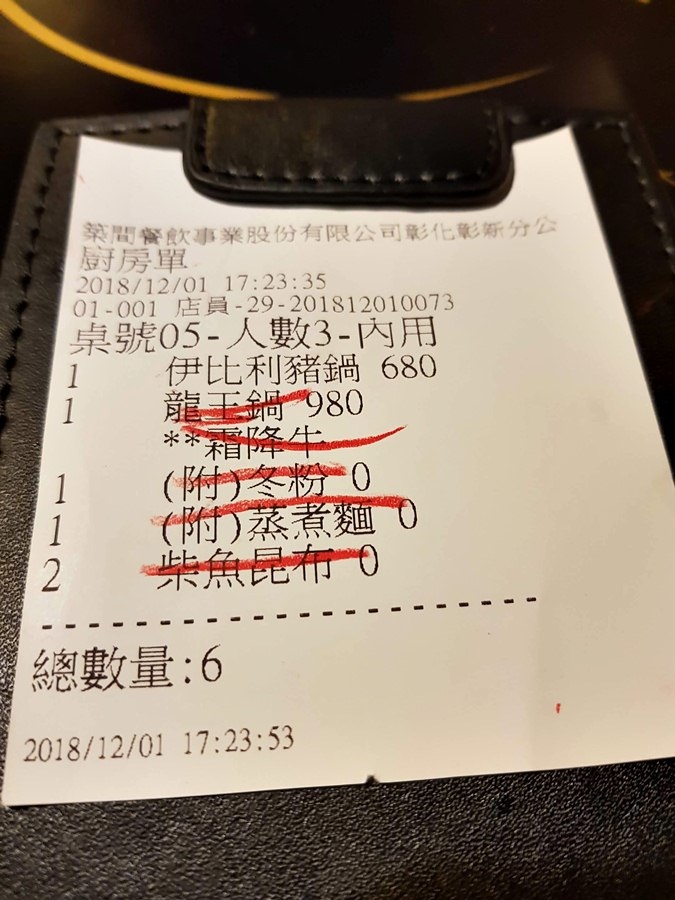 築間餐飲事業股份有限公司彰化彰新分公
廚房單
2018/12/01 17:23:35
01-001 店員-29-201812010073
桌號05-人數3-內用
1 伊比利豬鍋 680
1 龍王鍋 980
**霜降牛
1 (附)冬粉 0
1 (附)蒸煮麵 0
2 柴魚昆布 0
總數量:6
2018/12/01 17:23:53